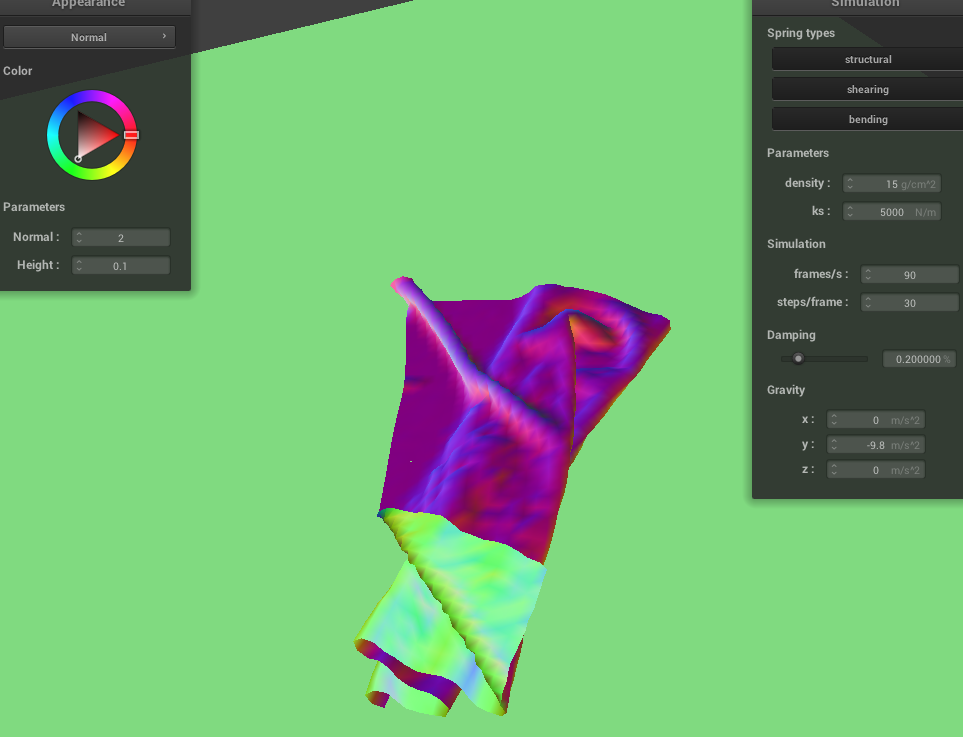 Appearance
Normal
Color
Parameters
Normal : 2
Height : 0.1
Simulation
Spring types
structural
shearing
bending
Parameters
density : 15 g/cm^2
ks : 5000 N/m
Simulation
frames/s : 90
steps/frame : 30
Damping
0.200000 %
Gravity
x : 0 m/s^2
y : -9.8 m/s^2
z : 0 m/s^2